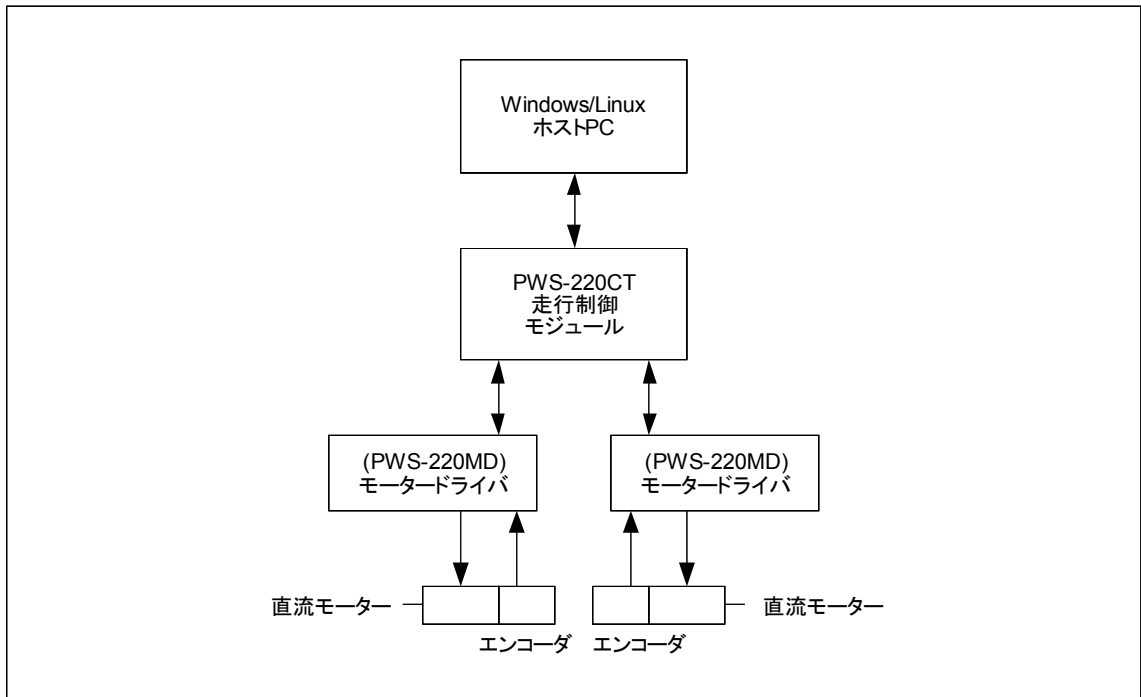 Windows/Linux
ホストPC
PWS-220CT
走行制御
モジュール
(PWS-220MD)
モータードライバ
(PWS-220MD)
モータードライバ
直流モーター
エンコーダ
エンコーダ
直流モーター